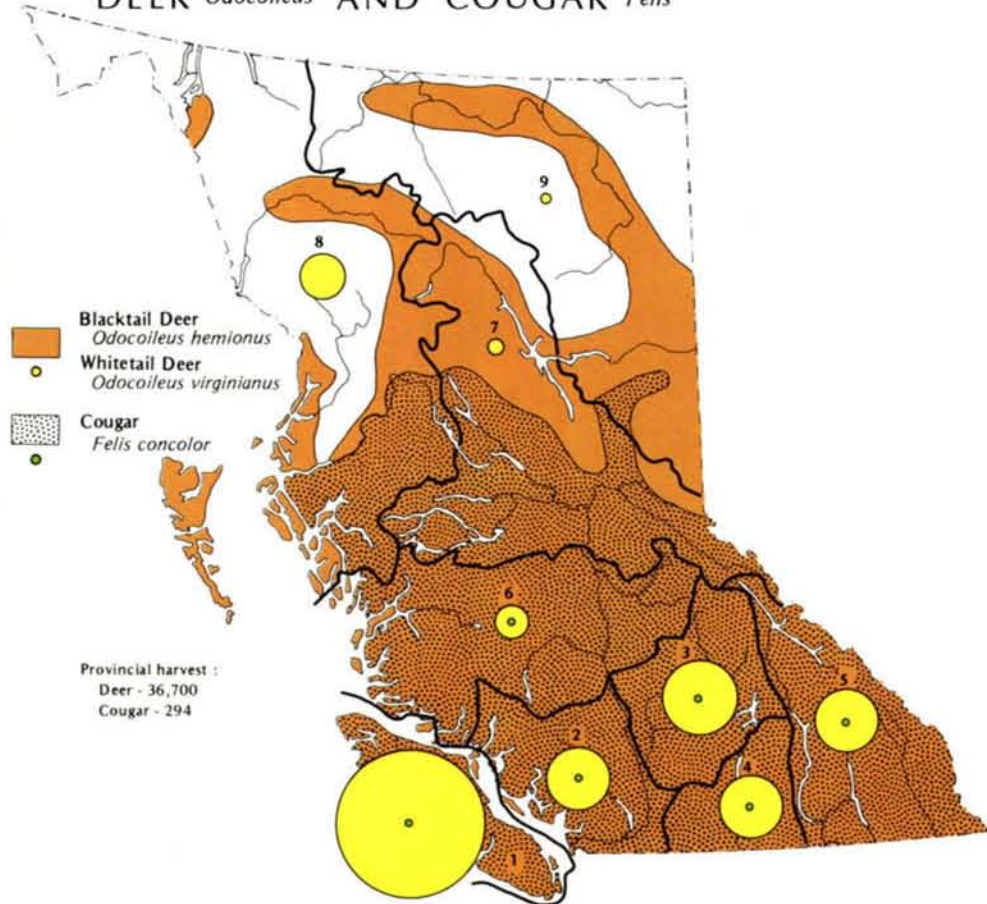 DEER Odocoileus AND COUGAR Felis
9
8
7
Blacktail Deer
Odocoileus hemionus
Whitetail Deer
Odocoileus virginianus
Cougar
Felis concolor
6
3
5
Provincial harvest :
Deer - 36,700
Cougar - 294
2
4
1